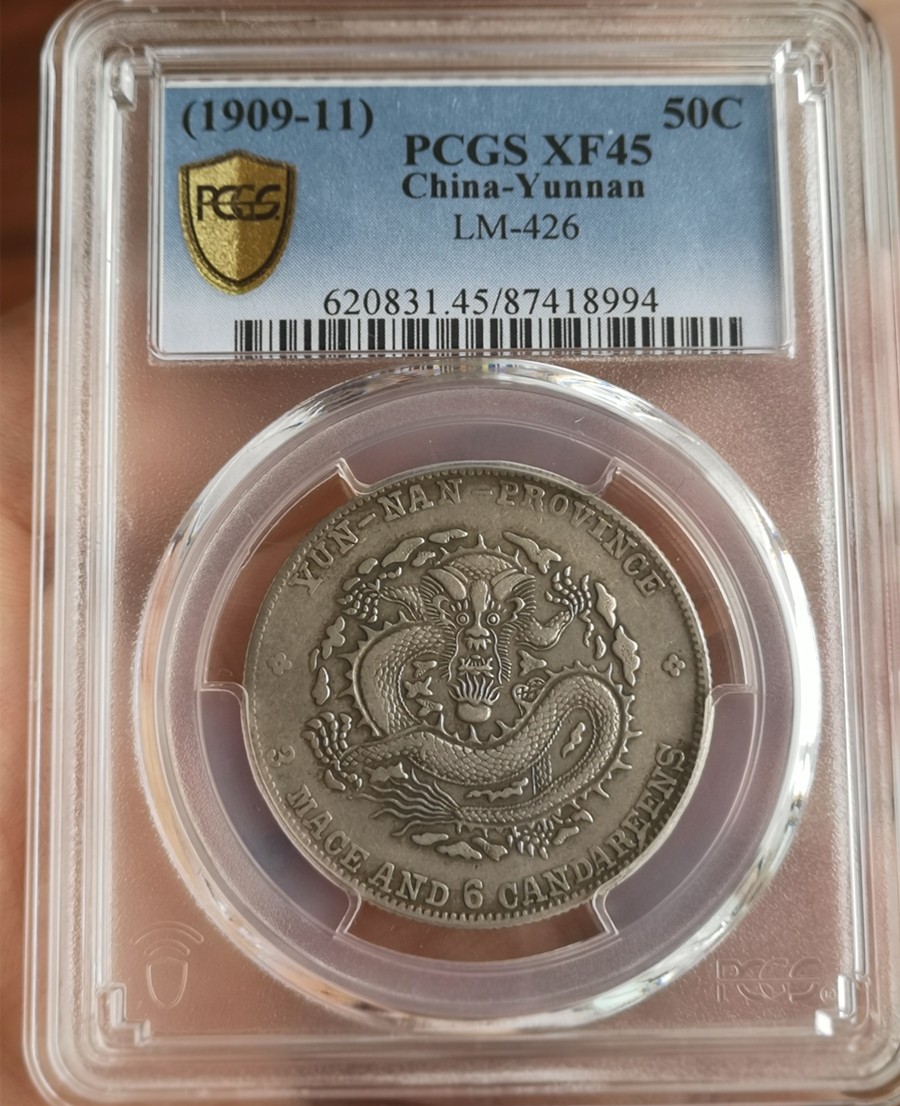 (1909-11) 50C
PCGS XF45
China-Yunnan
LM-426
PCGS
620831.45/87418994
YUN-NAN-PROVINCE
3 MACE AND 6 CANDAREENS
PCGS